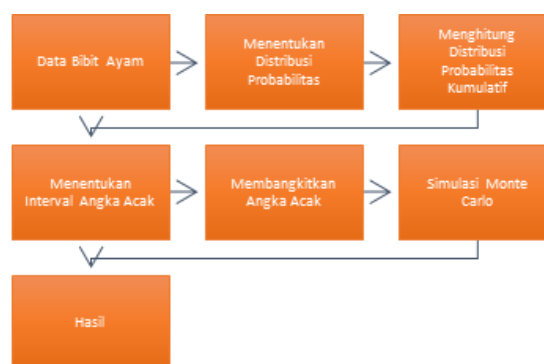 Data Bibit Ayam
Menentukan
Distribusi
Probabilitas
Menghitung
Distribusi
Probabilitas
Kumulatif
Menentukan
Interval Angka Acak
Membangkitkan
Angka Acak
Simulasi Monte
Carlo
Hasil